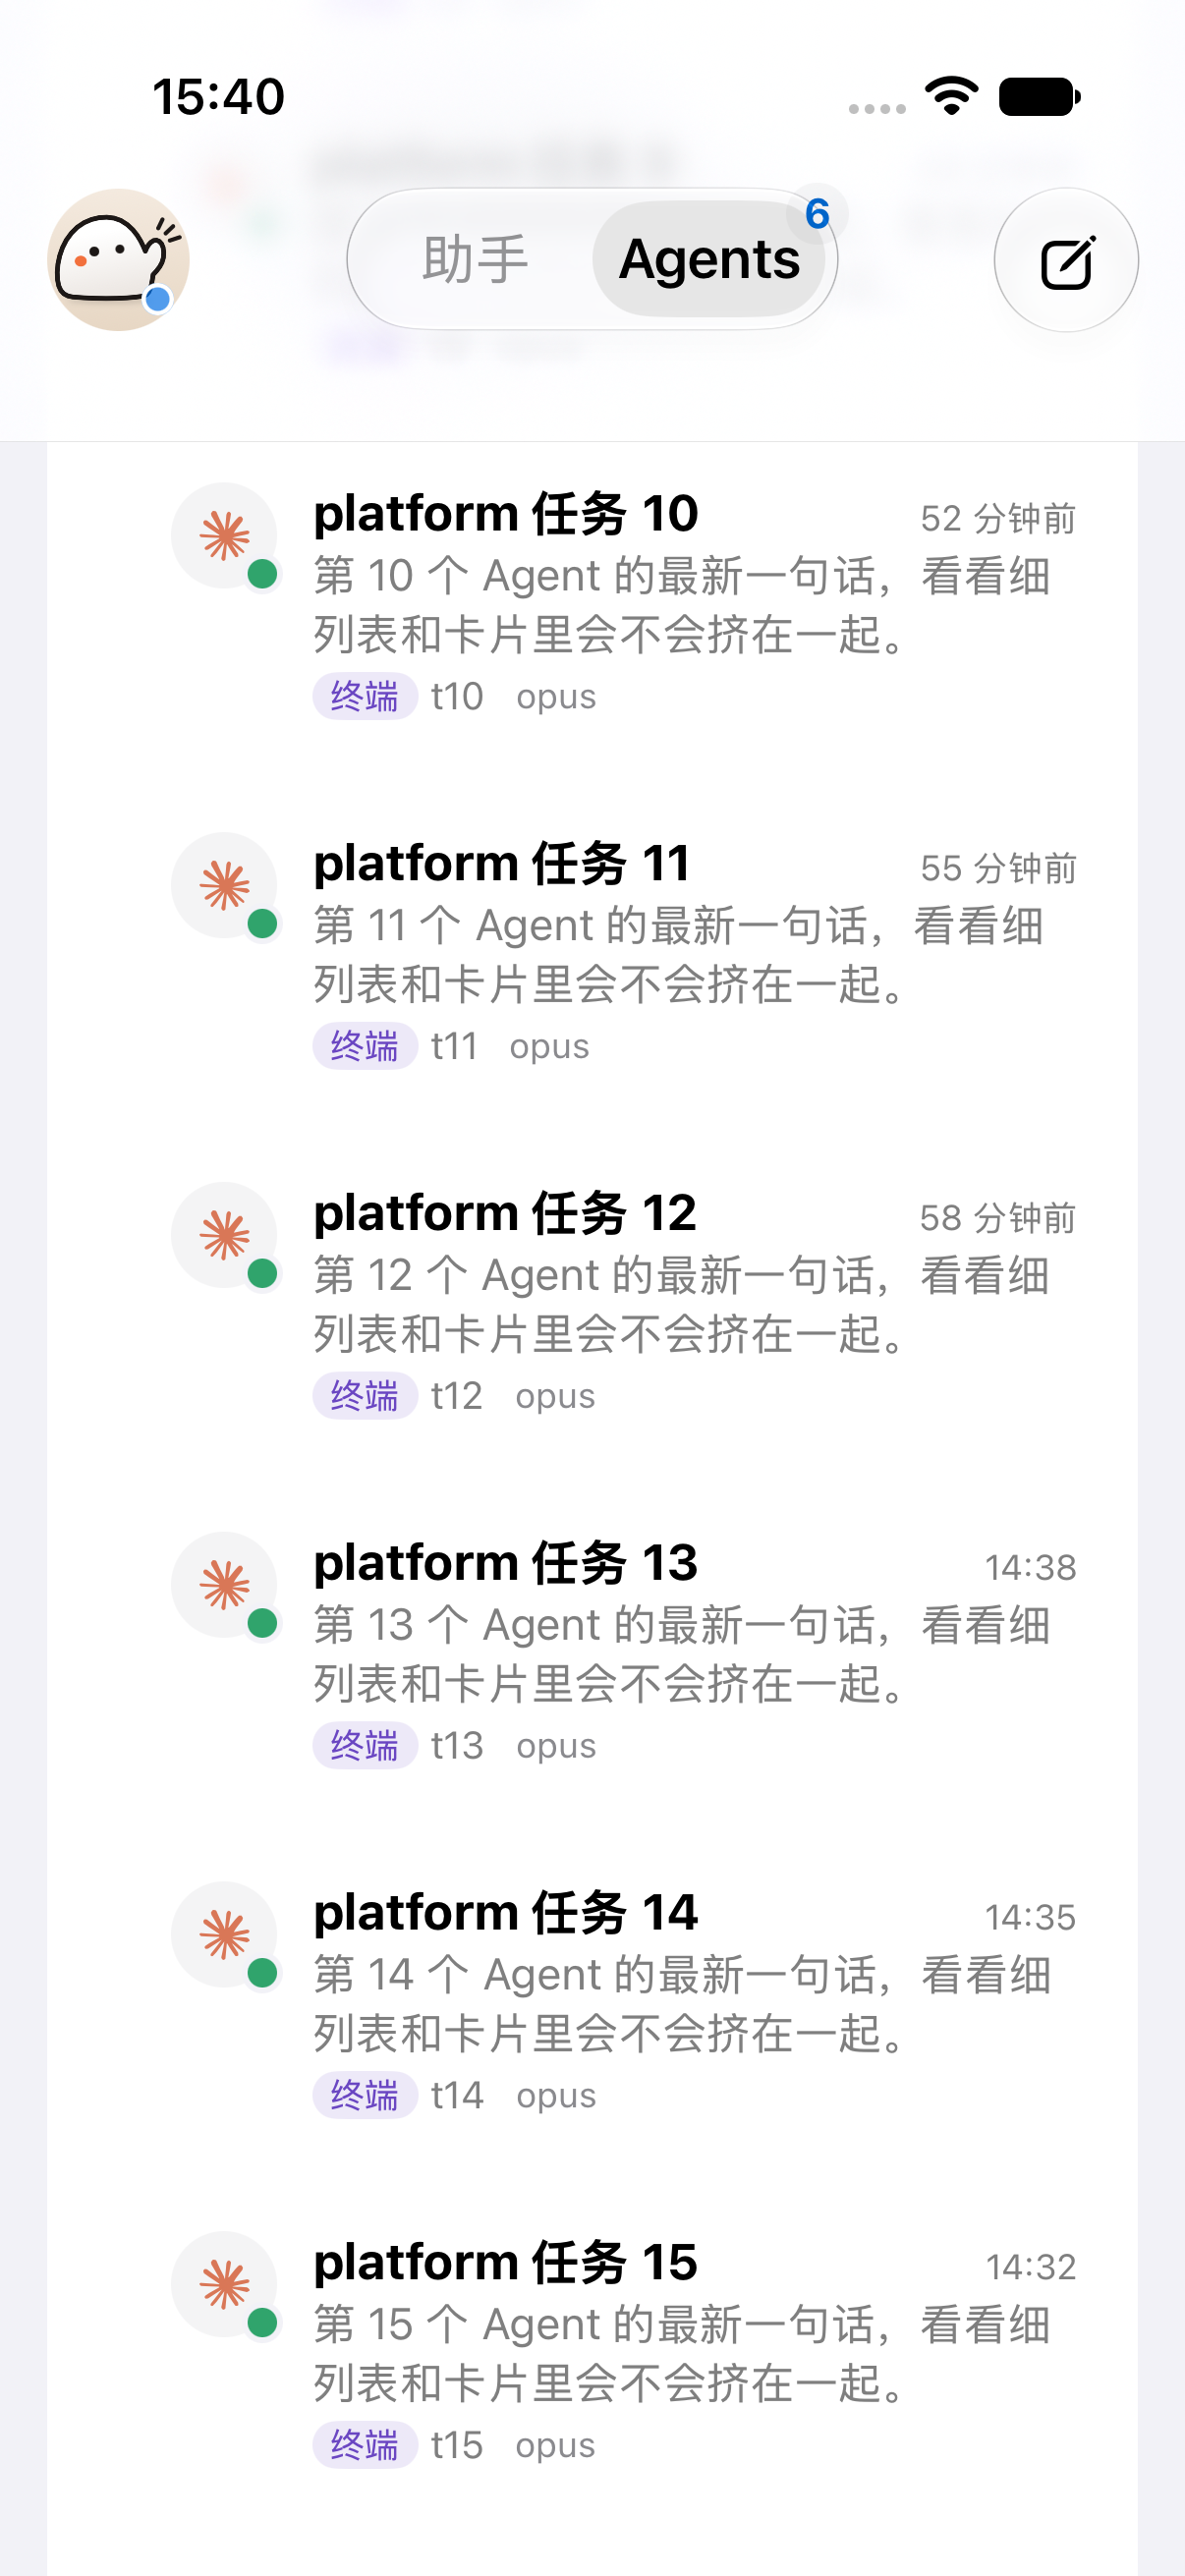 15:40
助手
Agents
6
platform 任务 10
52 分钟前
第 10 个 Agent 的最新一句话，看看细
列表和卡片里会不会挤在一起。
终端 t10 opus
platform 任务 11
55 分钟前
第 11 个 Agent 的最新一句话，看看细
列表和卡片里会不会挤在一起。
终端 t11 opus
platform 任务 12
58 分钟前
第 12 个 Agent 的最新一句话，看看细
列表和卡片里会不会挤在一起。
终端 t12 opus
platform 任务 13
14:38
第 13 个 Agent 的最新一句话，看看细
列表和卡片里会不会挤在一起。
终端 t13 opus
platform 任务 14
14:35
第 14 个 Agent 的最新一句话，看看细
列表和卡片里会不会挤在一起。
终端 t14 opus
platform 任务 15
14:32
第 15 个 Agent 的最新一句话，看看细
列表和卡片里会不会挤在一起。
终端 t15 opus